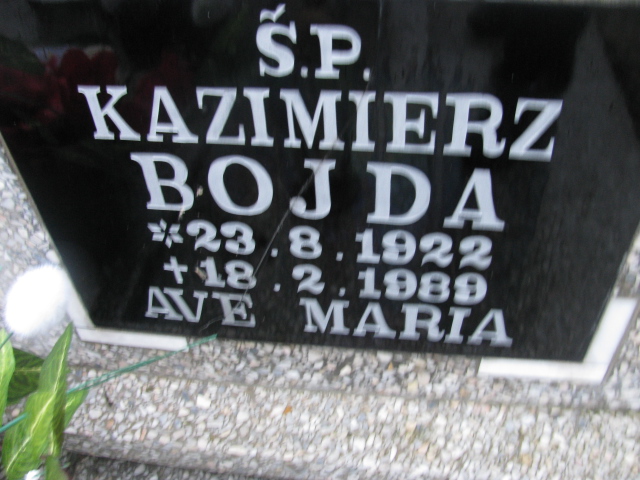 Š.P.
KAZIMIERZ
BOJDA
*23.8.1922
+18.2.1989
AVE MARIA